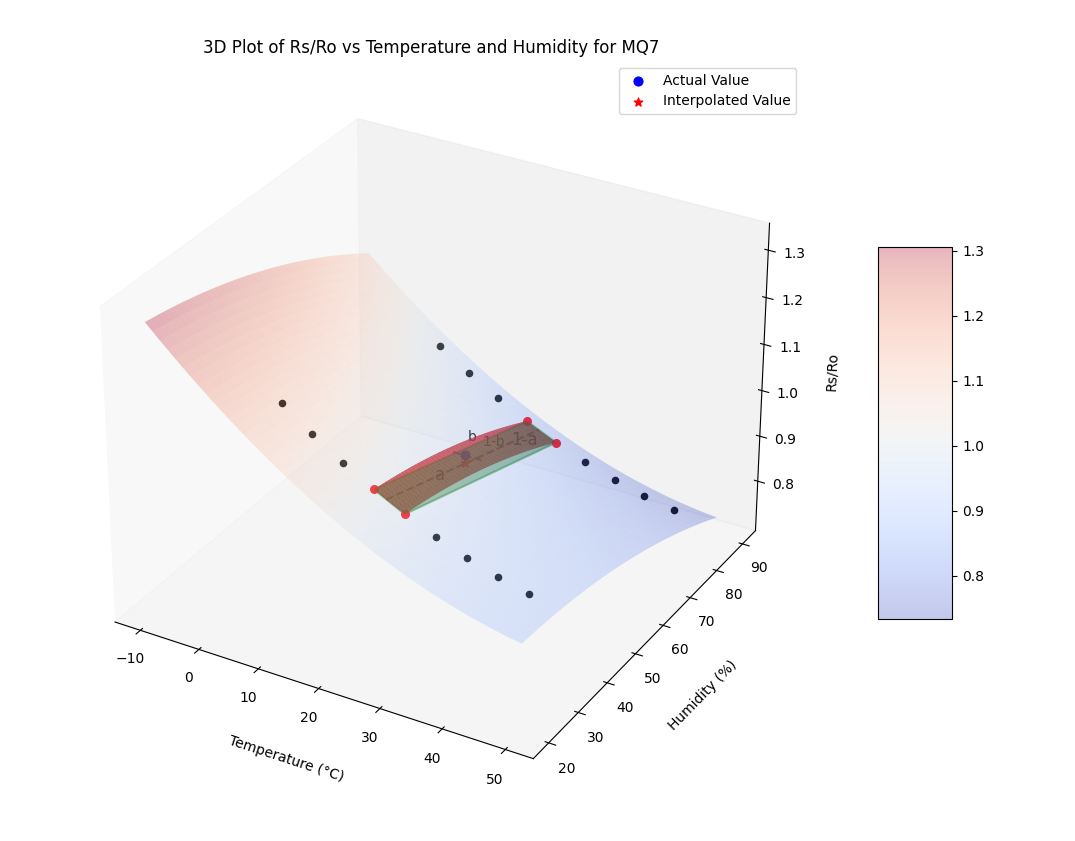 3D Plot of Rs/Ro vs Temperature and Humidity for MQ7
Actual Value
Interpolated Value
1.3
1.2
1.1
1.0
0.9
0.8
Rs/Ro
1.3
1.2
1.1
1.0
0.9
0.8
b
1-b
1-a
a
−10
0
10
20
30
40
50
Temperature (°C)
20
30
40
50
60
70
80
90
Humidity (%)